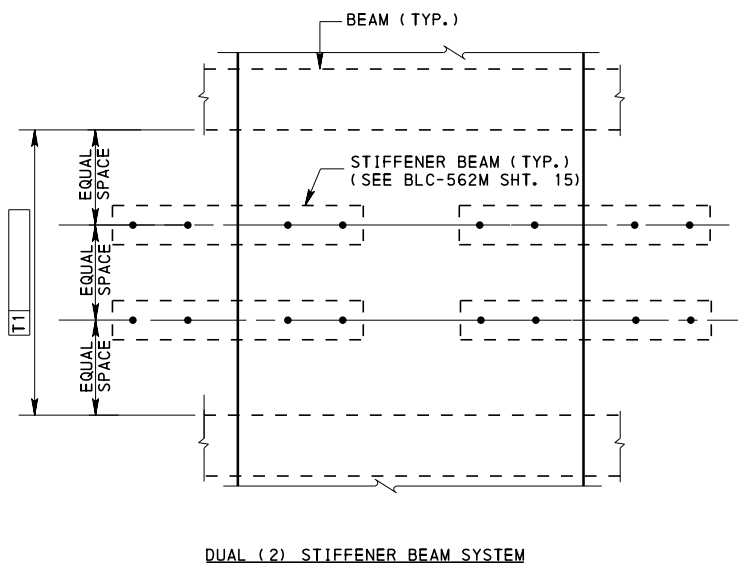 BEAM (TYP.)
STIFFENER BEAM (TYP.)
(SEE BLC-562M SHT. 15)
EQUAL
SPACE
EQUAL
SPACE
EQUAL
SPACE
T1
DUAL (2) STIFFENER BEAM SYSTEM